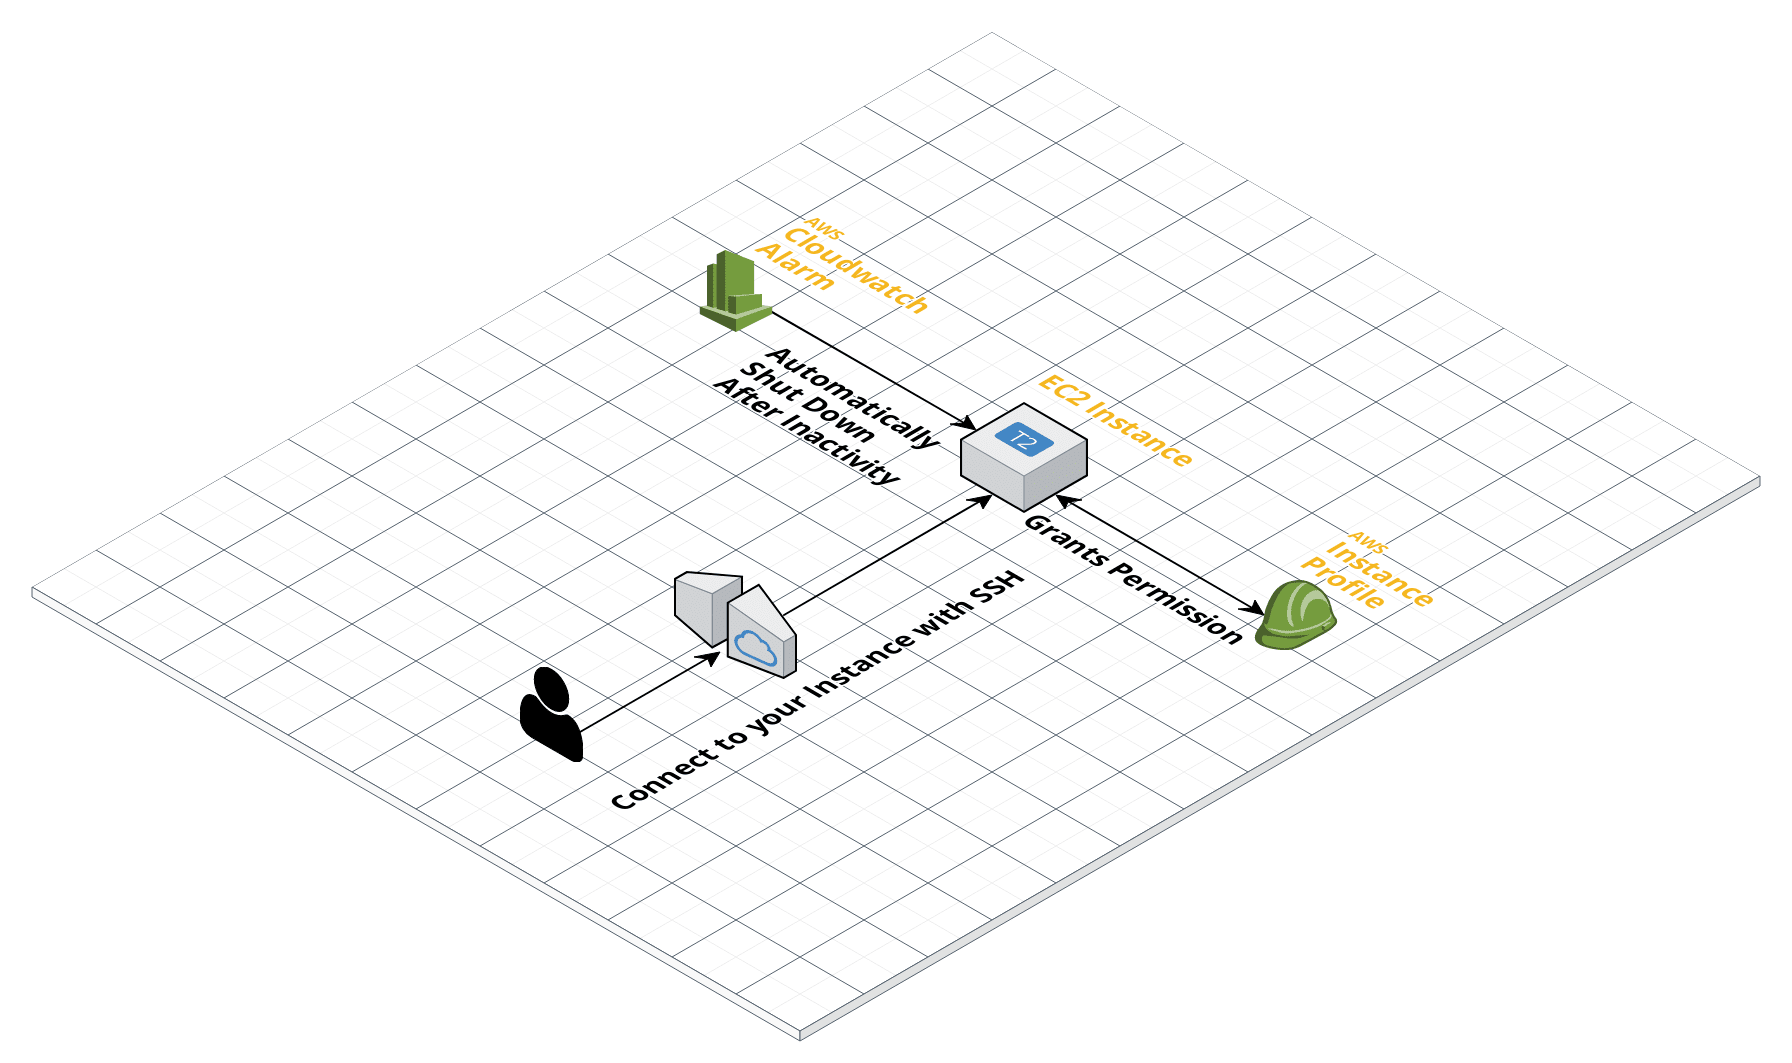 AWS
Cloudwatch
Alarm
Automatically
Shut Down
After Inactivity
EC2 Instance
T2
Grants Permission
AWS
Instance
Profile
Connect to your Instance with SSH